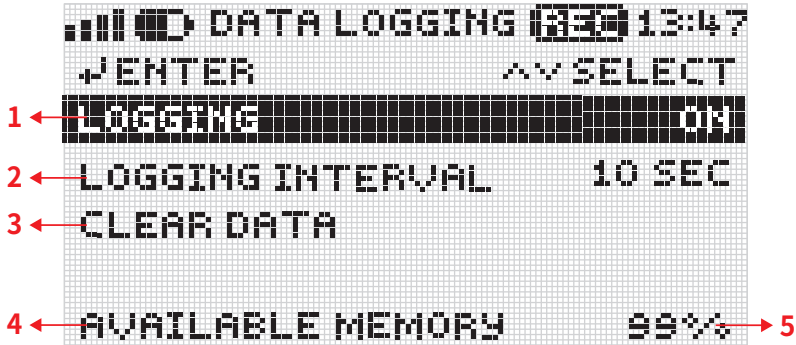 DATA LOGGING REC 13:47
↵ENTER ∧∨SELECT
1 LOGGING ON
2 LOGGING INTERVAL 10 SEC
3 CLEAR DATA
4 AVAILABLE MEMORY 99% 5